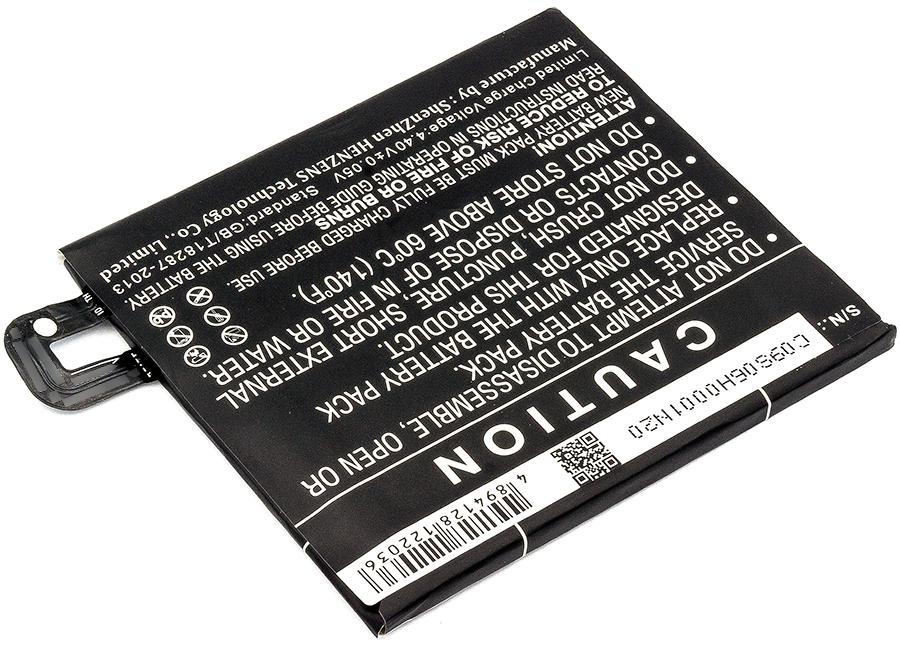 CAUTION
DO NOT ATTEMPT TO DISASSEMBLE, OPEN OR
SERVICE THE BATTERY PACK.
• REPLACE ONLY WITH THE BATTERY PACK
DESIGNATED FOR THIS PRODUCT.
• DO NOT CRUSH, PUNCTURE, SHORT EXTERNAL
CONTACTS OR DISPOSE OF IN FIRE OR WATER.
• DO NOT STORE ABOVE 60°C (140°F).
ATTENTION!
NEW BATTERY PACK MUST BE FULLY CHARGED BEFORE USE.
TO REDUCE RISK OF FIRE OR BURNS
READ INSTRUCTIONS IN OPERATING GUIDE BEFORE USING THE BATTERY
Limited Charge Voltage:4.40V±0.05V Standard:GB/T18287-2013
Manufacture by: ShenZhen HENZENS Technology Co., Limited
S/N.:
C09S06H0001N20
4894128122036